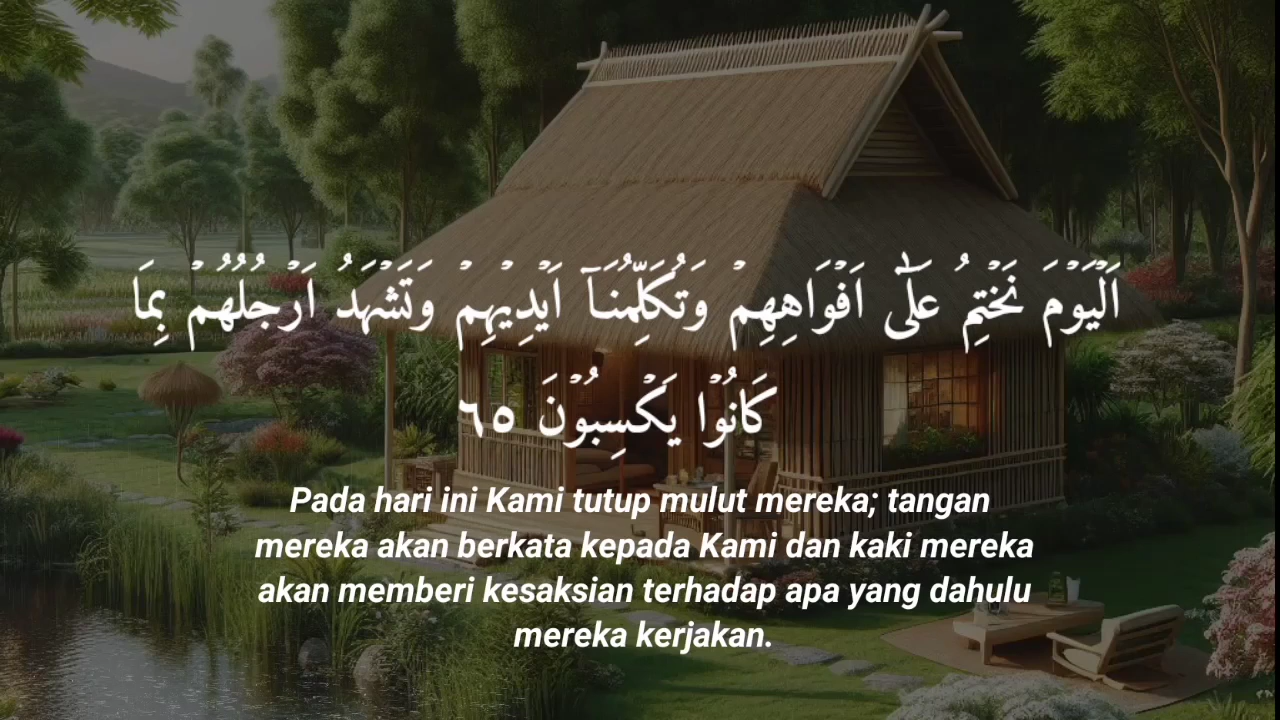 اَلْيَوْمَ نَخْتِمُ عَلٰٓى اَفْوَاهِهِمْ وَتُكَلِّمُنَآ اَيْدِيْهِمْ وَتَشْهَدُ اَرْجُلُهُمْ بِمَا
كَانُوْا يَكْسِبُوْنَ ٦٥
Pada hari ini Kami tutup mulut mereka; tangan
mereka akan berkata kepada Kami dan kaki mereka
akan memberi kesaksian terhadap apa yang dahulu
mereka kerjakan.